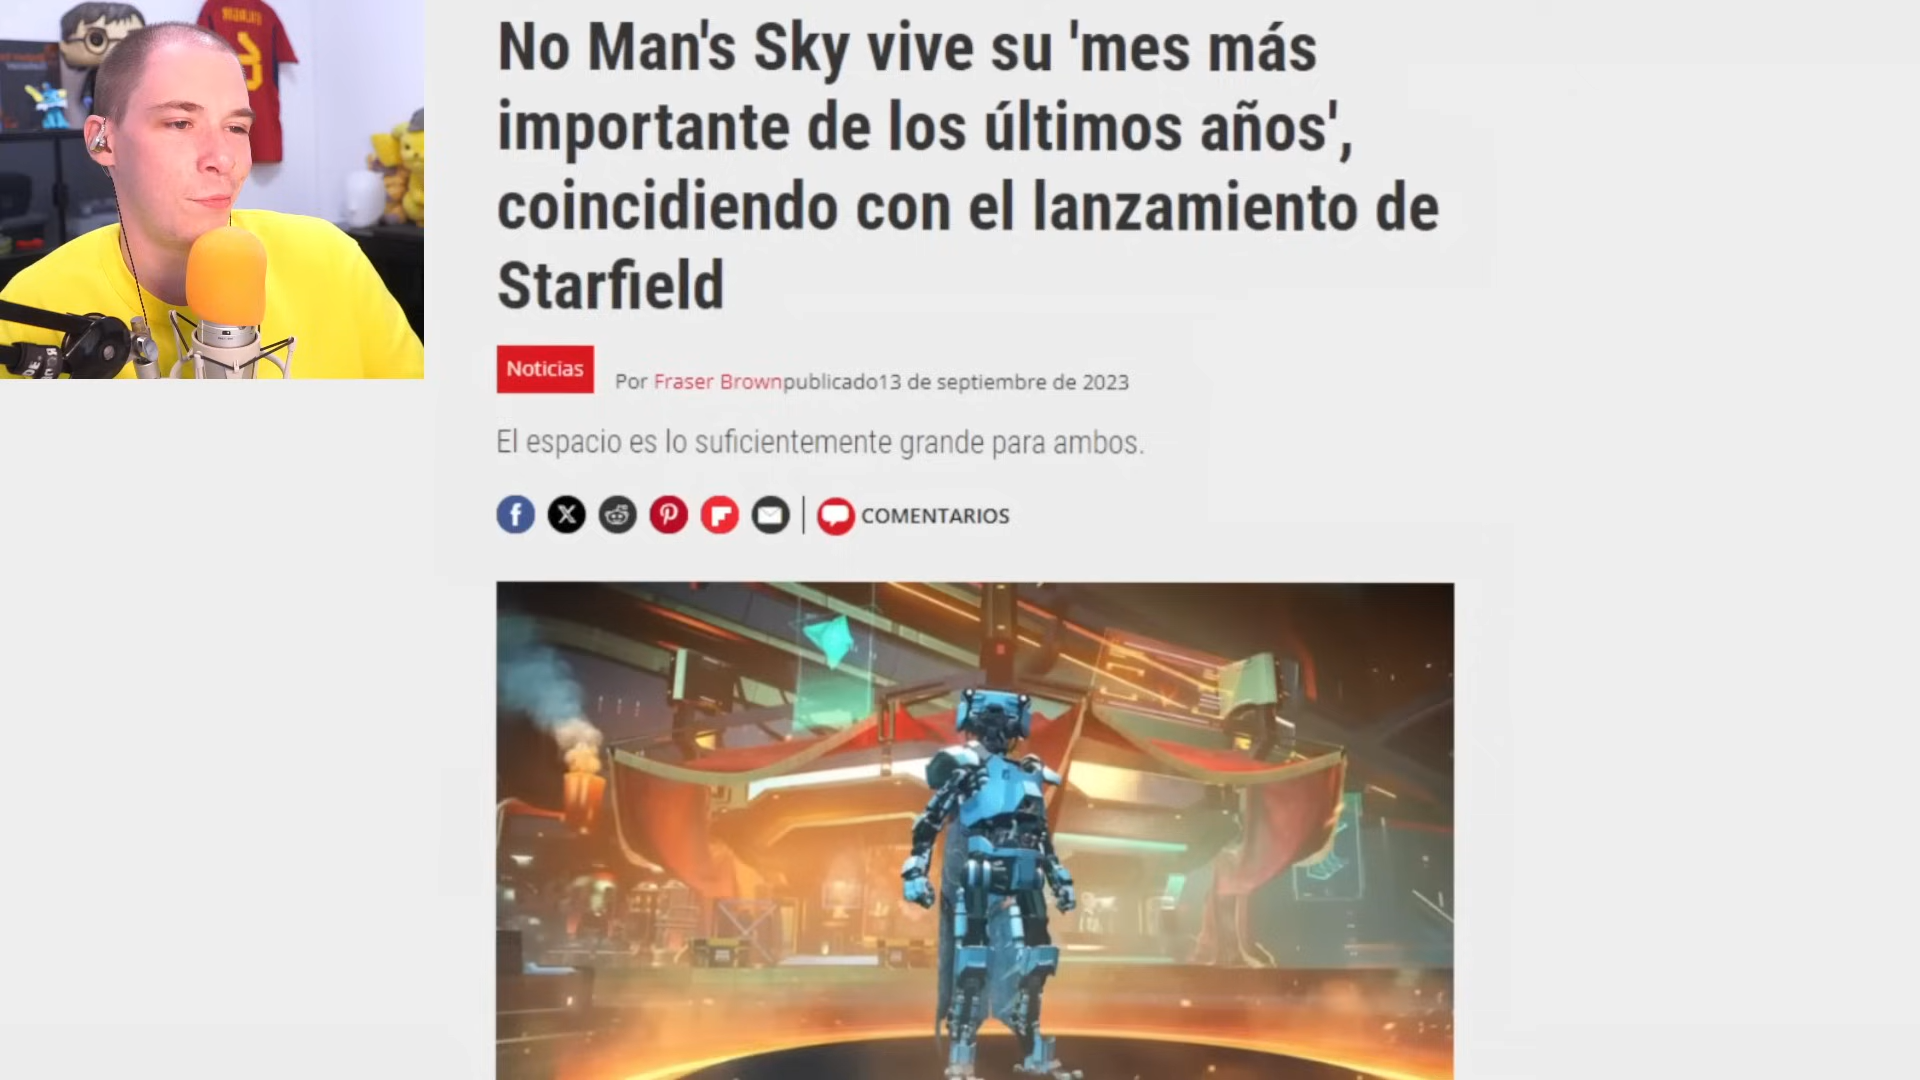 No Man's Sky vive su 'mes más
importante de los últimos años',
coincidiendo con el lanzamiento de
Starfield
Noticias
Por Fraser Brownpublicado13 de septiembre de 2023
El espacio es lo suficientemente grande para ambos.
COMENTARIOS